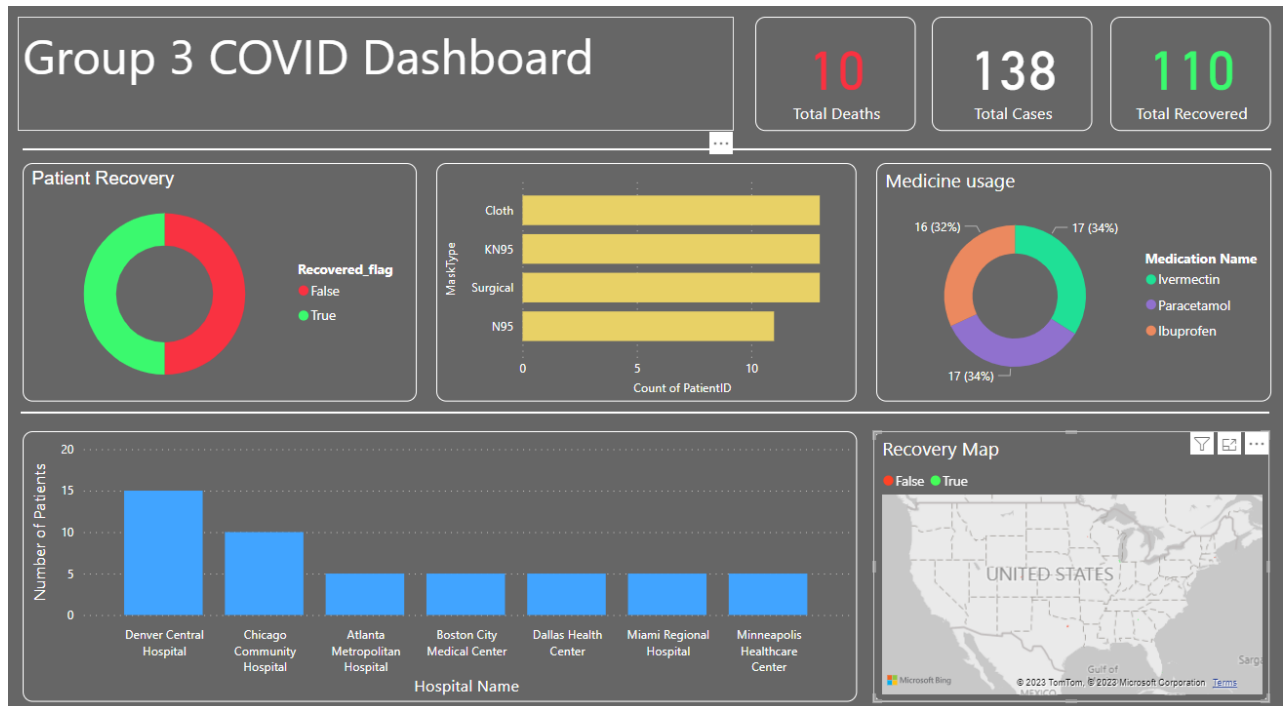 Group 3 COVID Dashboard
10
Total Deaths
138
Total Cases
110
Total Recovered
Patient Recovery
Recovered_flag
False
True
MaskType
Cloth
KN95
Surgical
N95
0 5 10
Count of PatientID
Medicine usage
16 (32%)
17 (34%)
17 (34%)
Medication Name
Ivermectin
Paracetamol
Ibuprofen
Number of Patients
20
15
10
5
0
Denver Central
Hospital
Chicago
Community
Hospital
Atlanta
Metropolitan
Hospital
Boston City
Medical Center
Dallas Health
Center
Miami Regional
Hospital
Minneapolis
Healthcare
Center
Hospital Name
Recovery Map
False True
UNITED STATES
Gulf of
MEXICO
Sarga
Microsoft Bing
© 2023 TomTom, © 2023 Microsoft Corporation Terms